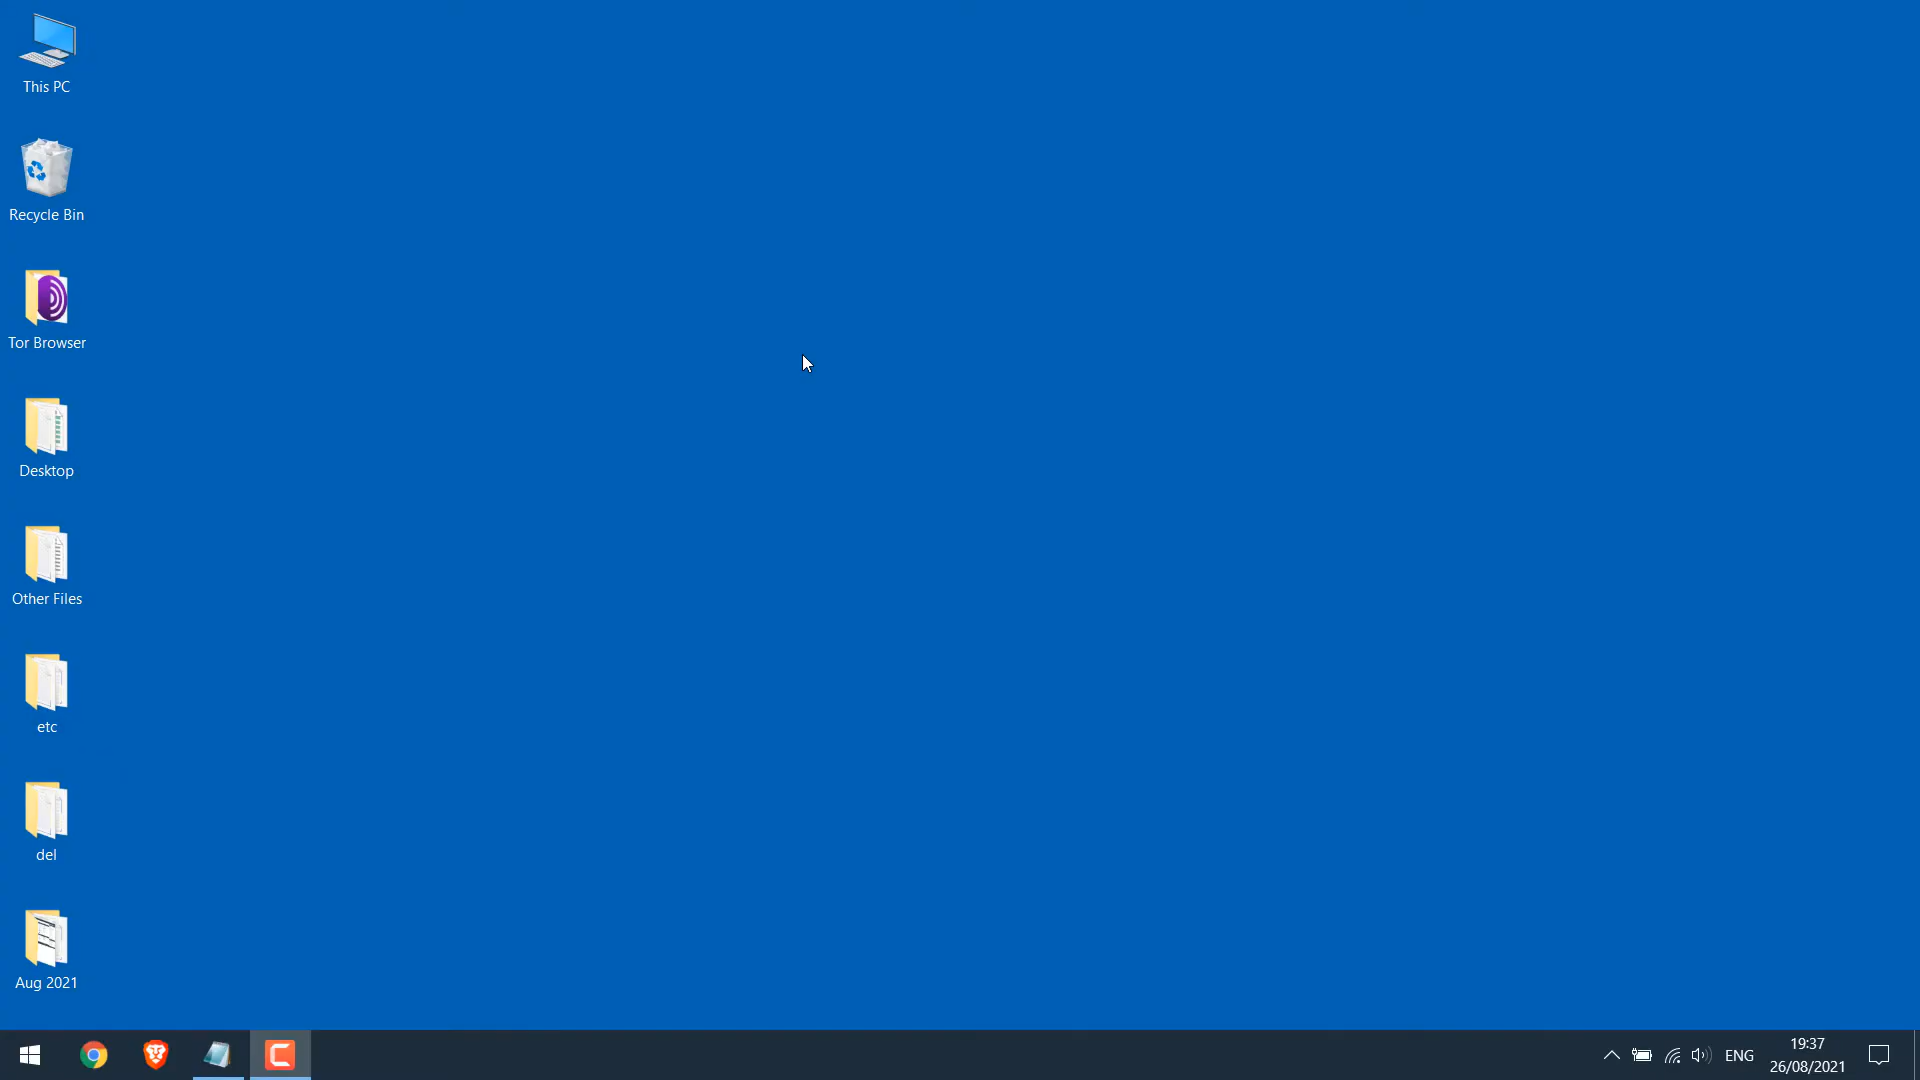 This PC
Recycle Bin
Tor Browser
Desktop
Other Files
etc
del
Aug 2021
ENG
19:37
26/08/2021